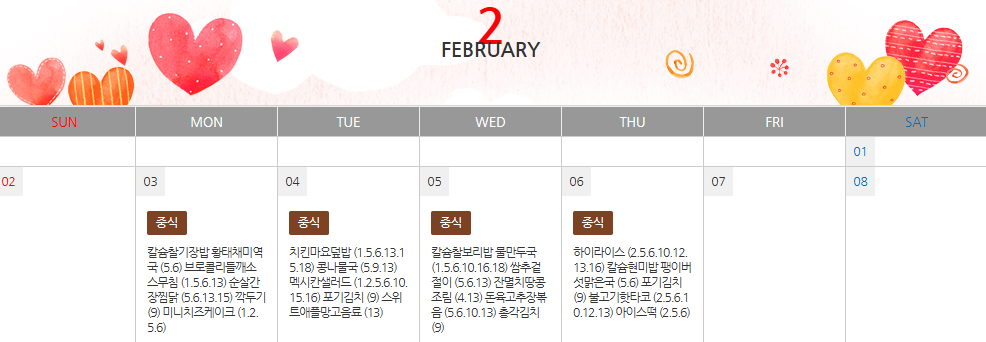 2
FEBRUARY
SUN MON TUE WED THU FRI SAT
01
02 03 04 05 06 07 08
중식
칼슘찰기장밥 황태채미역
국 (5.6) 브로콜리들깨소
스무침 (1.5.6.13) 순살간
장찜닭 (5.6.13.15) 깍두기
(9) 미니치즈케이크 (1.2.
5.6)
중식
치킨마요덮밥 (1.5.6.13.1
5.18) 콩나물국 (5.9.13)
멕시칸샐러드 (1.2.5.6.10.
15.16) 포기김치 (9) 스위
트애플망고음료 (13)
중식
칼슘찰보리밥 물만두국
(1.5.6.10.16.18) 쌈추겉
절이 (5.6.13) 잔멸치땅콩
조림 (4.13) 돈육고추장볶
음 (5.6.10.13) 총각김치
(9)
중식
하이라이스 (2.5.6.10.12.
13.16) 칼슘현미밥 팽이버
섯맑은국 (5.6) 포기김치
(9) 불고기핫타코 (2.5.6.1
0.12.13) 아이스떡 (2.5.6)